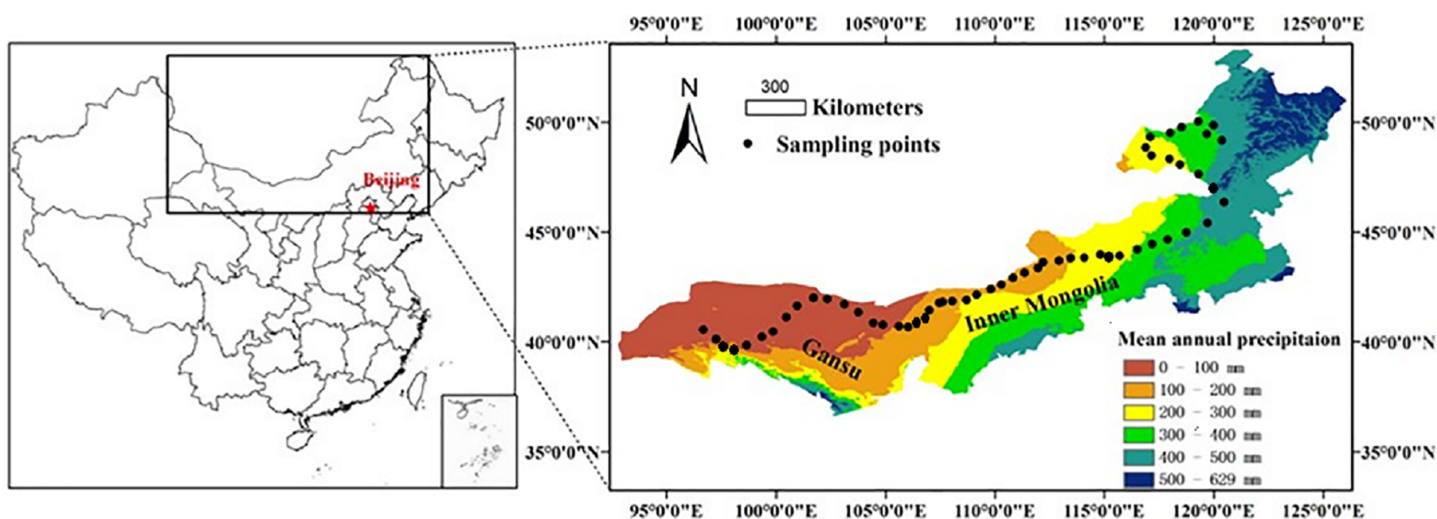 95°0'0"E 100°0'0"E 105°0'0"E 110°0'0"E 115°0'0"E 120°0'0"E 125°0'0"E
N
300
Kilometers
Sampling points
Beijing
50°0'0"N
50°0'0"N
45°0'0"N
45°0'0"N
40°0'0"N
40°0'0"N
35°0'0"N
35°0'0"N
Inner Mongolia
Gansu
Mean annual precipitaion
0 - 100 mm
100 - 200 mm
200 - 300 mm
300 - 400 mm
400 - 500 mm
500 - 629 mm
95°0'0"E 100°0'0"E 105°0'0"E 110°0'0"E 115°0'0"E 120°0'0"E 125°0'0"E